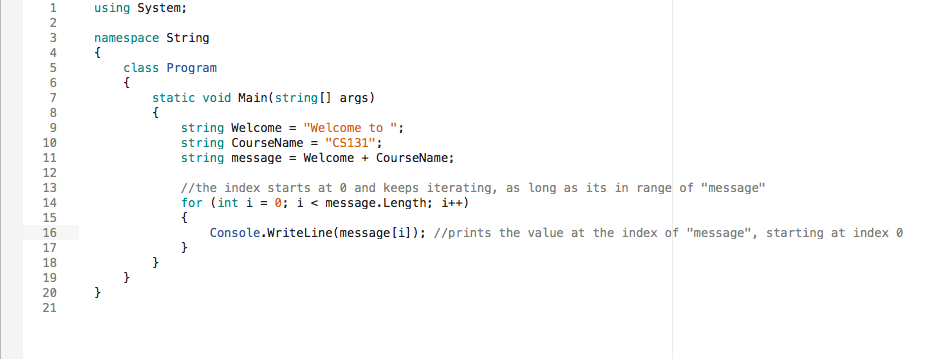 1 using System;
2
3 namespace String
4 {
5 class Program
6 {
7 static void Main(string[] args)
8 {
9 string Welcome = "Welcome to ";
10 string CourseName = "CS131";
11 string message = Welcome + CourseName;
12
13 //the index starts at 0 and keeps iterating, as long as its in range of "message"
14 for (int i = 0; i < message.Length; i++)
15 {
16 Console.WriteLine(message[i]); //prints the value at the index of "message", starting at index 0
17 }
18 }
19 }
20 }
21